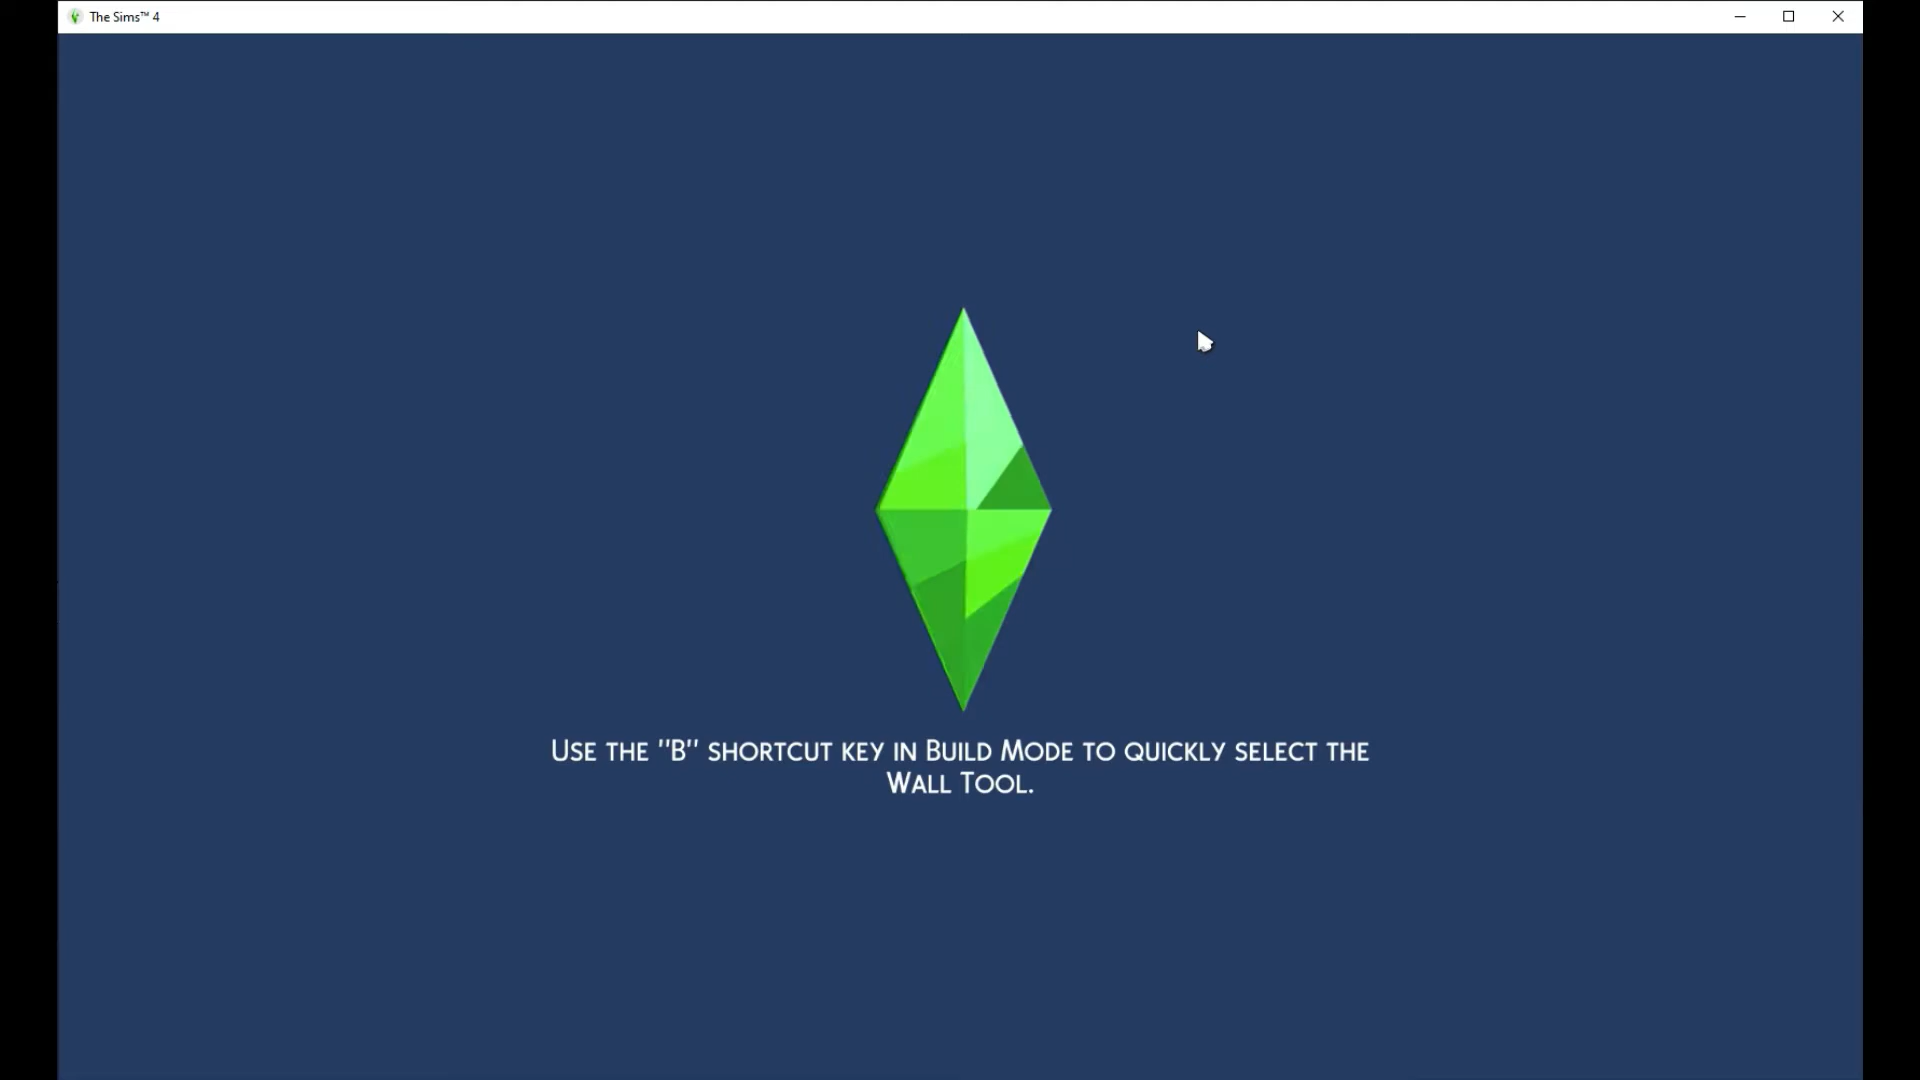 The Sims™ 4
Use the "B" shortcut key in Build Mode to quickly select the
Wall Tool.